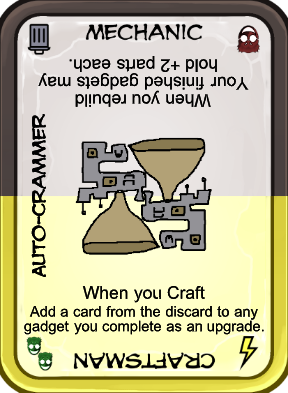 MECHANIC
When you rebuild
Your finished gadgets may
hold +2 parts each.
AUTO-CRAMMER
When you Craft
Add a card from the discard to any
gadget you complete as an upgrade.
CRAFTSMAN